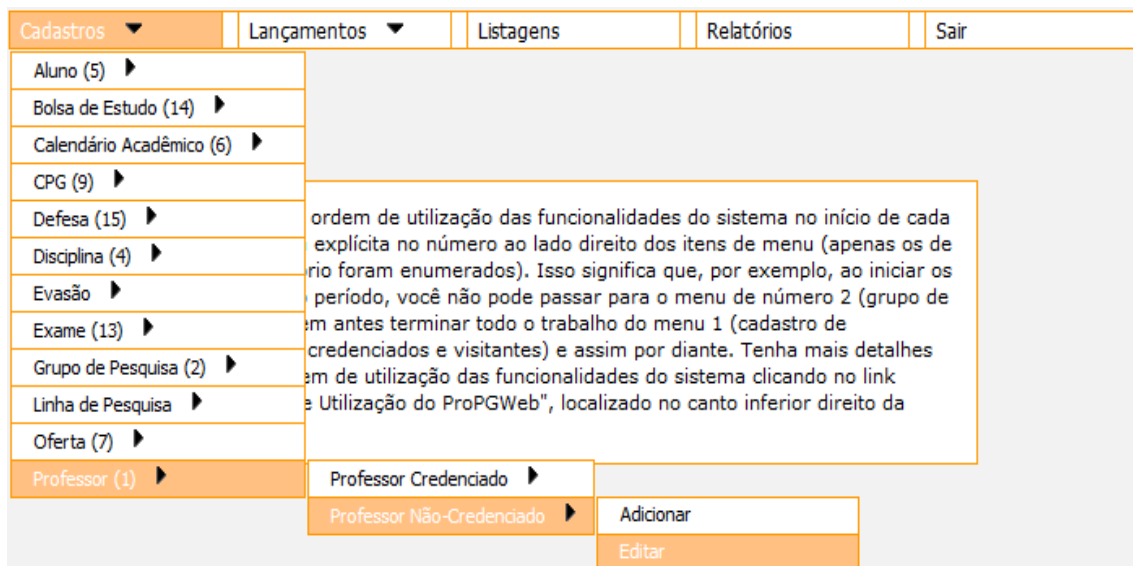 Cadastros
Lançamentos
Listagens
Relatórios
Sair
Aluno (5)
Bolsa de Estudo (14)
Calendário Acadêmico (6)
CPG (9)
Defesa (15)
Disciplina (4)
Evasão
Exame (13)
Grupo de Pesquisa (2)
Linha de Pesquisa
Oferta (7)
Professor (1)
Professor Credenciado
Professor Não-Credenciado
Adicionar
Editar
ordem de utilização das funcionalidades do sistema no início de cada
explícita no número ao lado direito dos itens de menu (apenas os de
foram enumerados). Isso significa que, por exemplo, ao iniciar os
período, você não pode passar para o menu de número 2 (grupo de
antes terminar todo o trabalho do menu 1 (cadastro de
credenciados e visitantes) e assim por diante. Tenha mais detalhes
de utilização das funcionalidades do sistema clicando no link
Utilização do ProPGWeb", localizado no canto inferior direito da